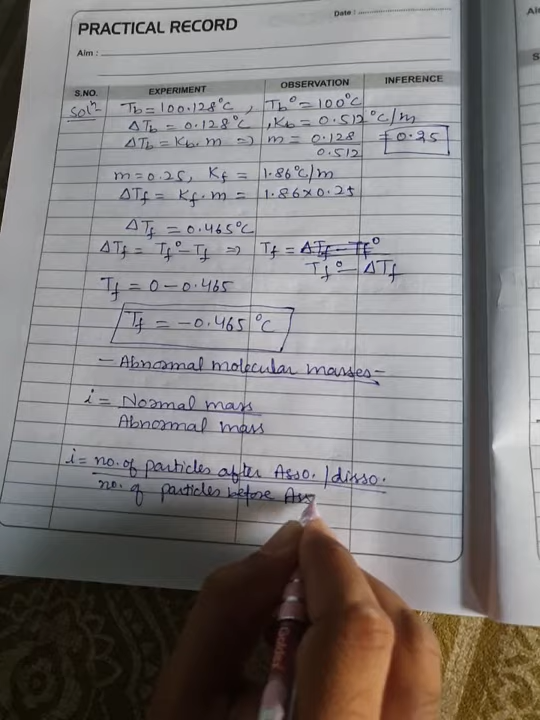 Date :
PRACTICAL RECORD
Aim :
S.NO. EXPERIMENT OBSERVATION INFERENCE
Solⁿ- Tb = 100.128°C , Tb° = 100°C
ΔTb = 0.128°C , Kb = 0.512 °C/m
ΔTb = Kb.m => m = 0.128/0.512 = 0.25
m = 0.25, Kf = 1.86°C/m
ΔTf = Kf.m = 1.86×0.25
ΔTf = 0.465°C
ΔTf = Tf° - Tf => Tf = ΔTf - Tf°
Tf° - ΔTf
Tf = 0 - 0.465
Tf = -0.465 °C
- Abnormal molecular masses -
i = Normal mass
Abnormal mass
i = no. of particles after Asso. / disso.
no. of particles before Ass